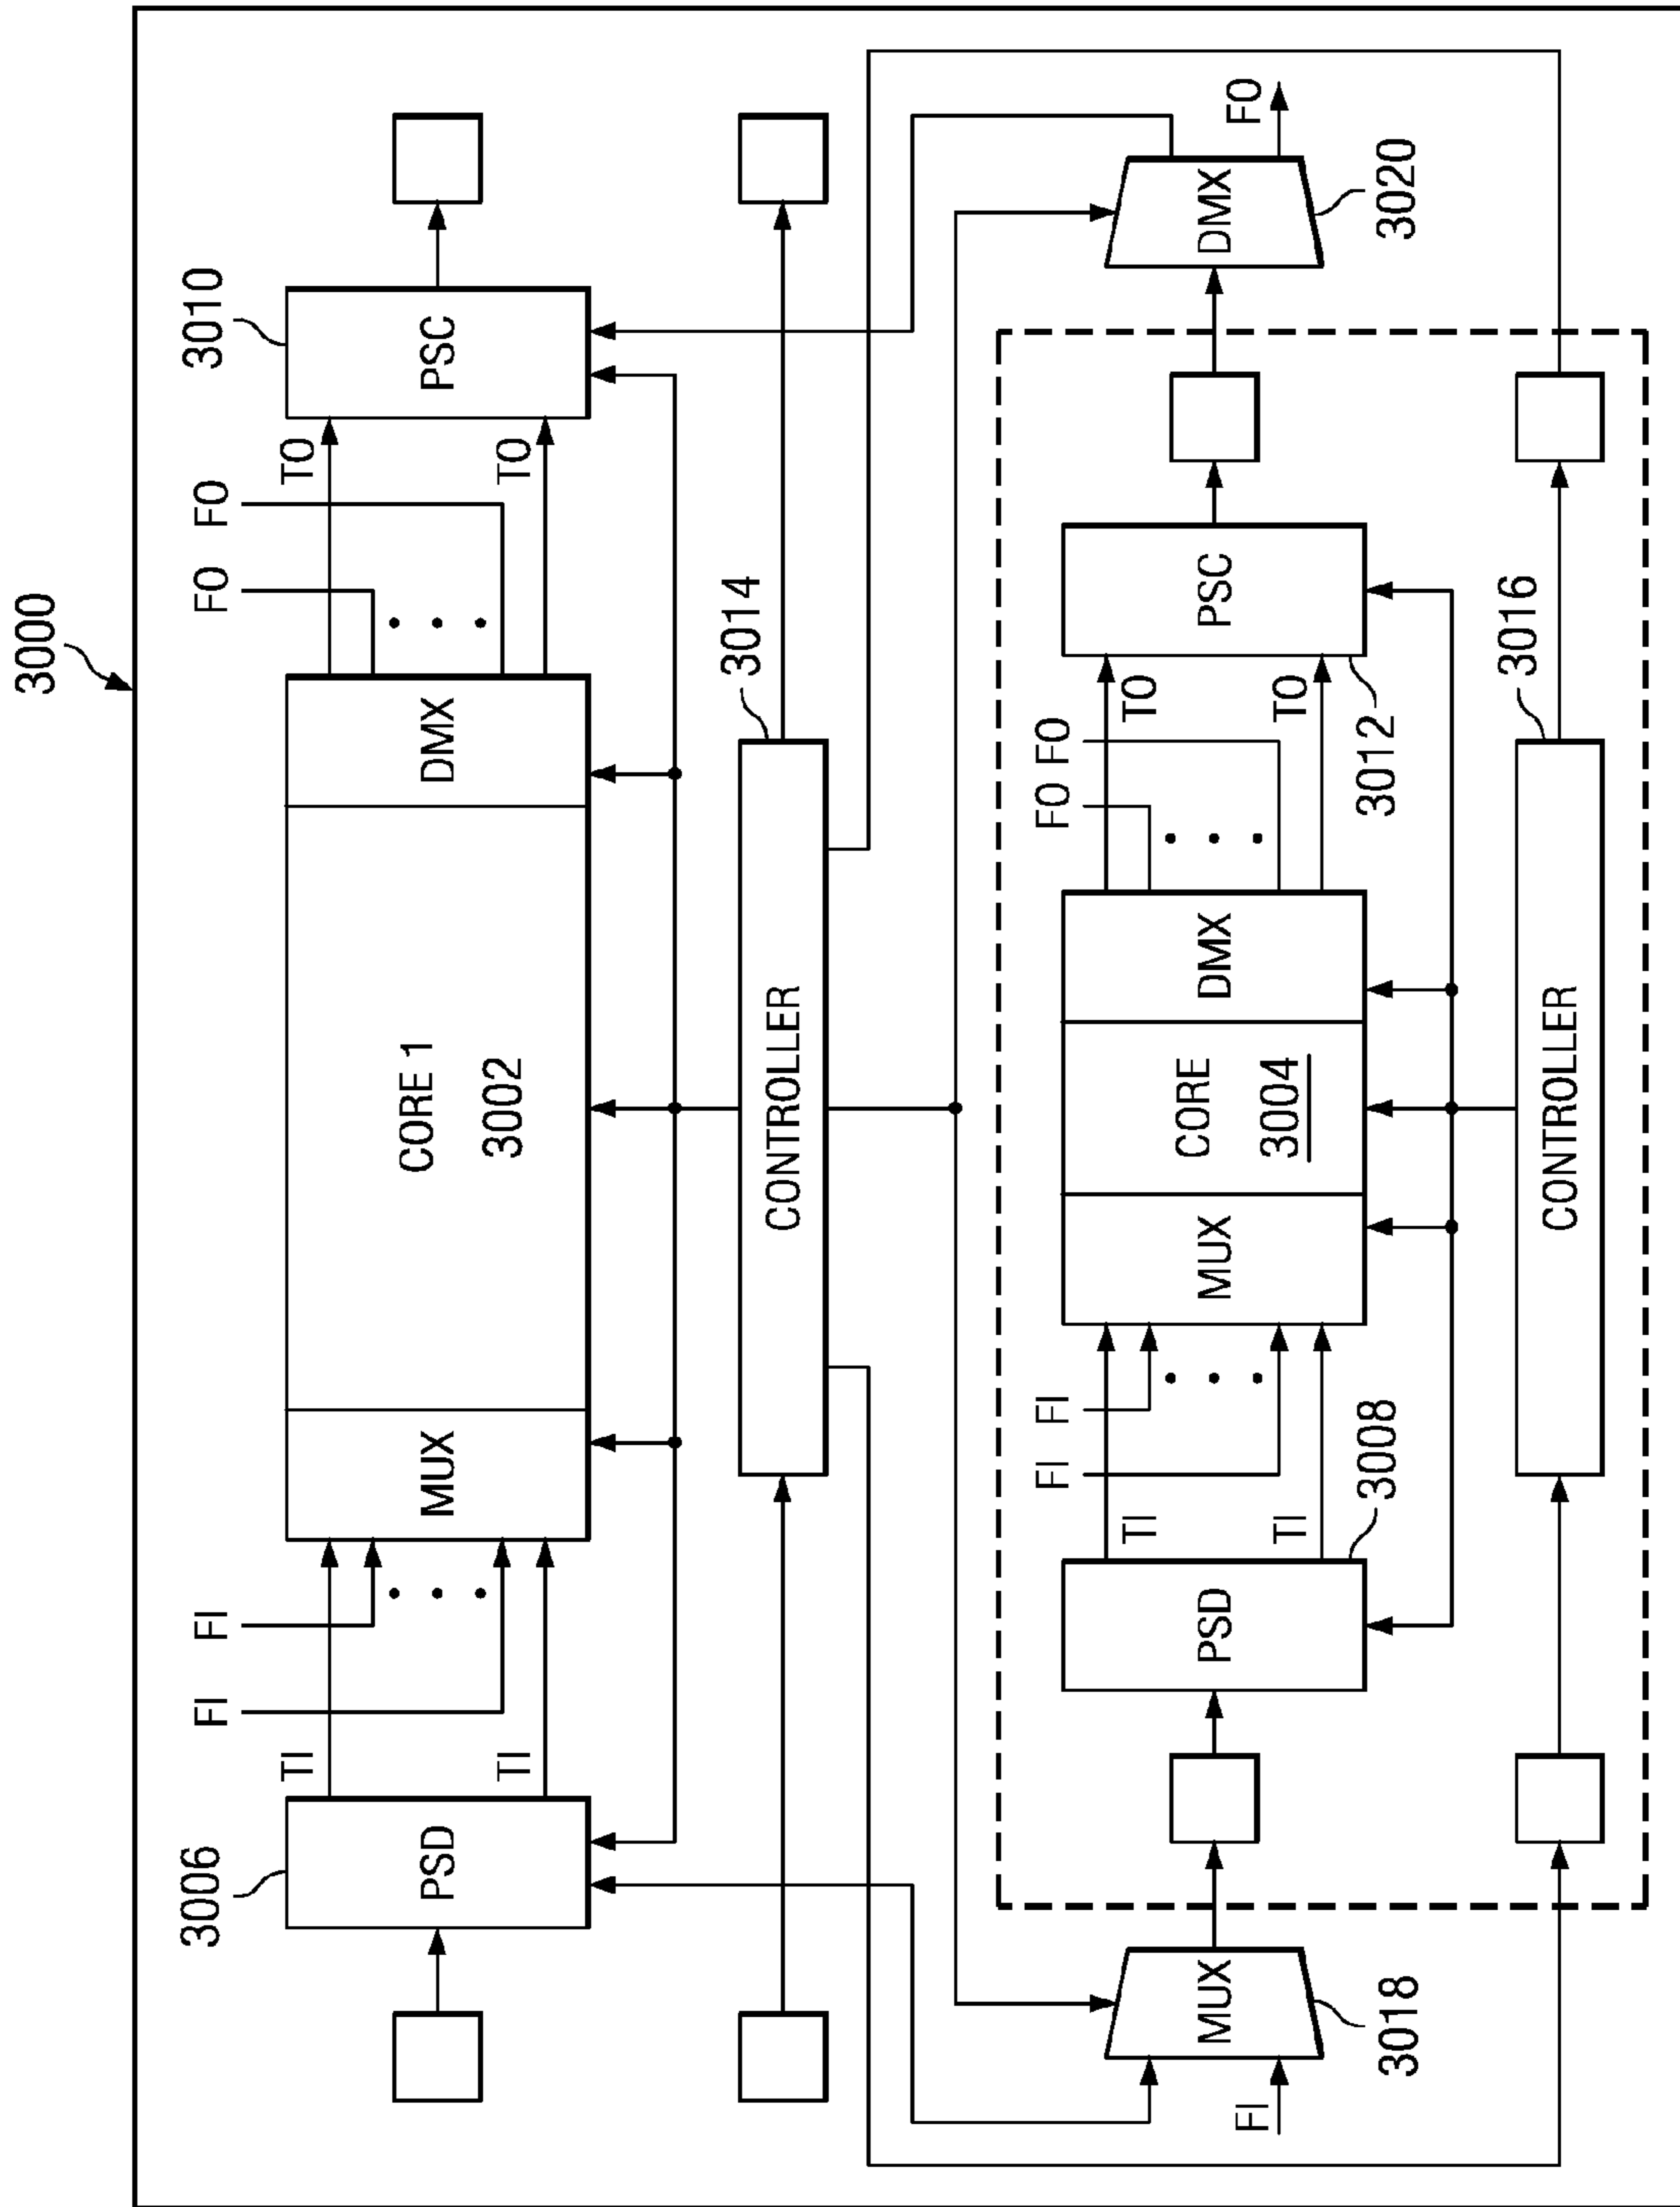 3000
3006
3010
FI
FI
FO
FO
TI
TO
PSD
MUX
CORE 1
DMX
PSC
3002
TI
TO
3014
CONTROLLER
FI
FI
FO
FO
TI
TO
MUX
PSD
MUX
CORE
DMX
PSC
DMX
3004
FI
TI
TO
FO
3018
3008
3012
3020
3016
CONTROLLER